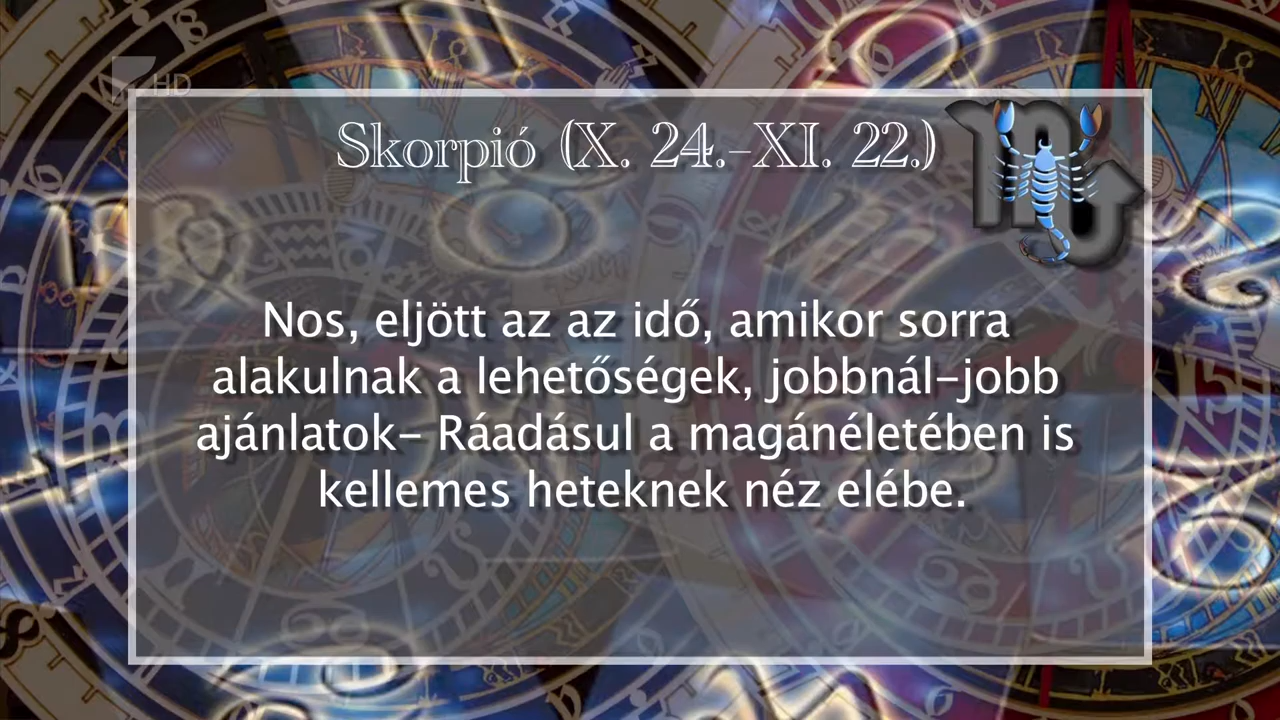 HD
Skorpió (X. 24.-XI. 22.)
Nos, eljött az az idő, amikor sorra
alakulnak a lehetőségek, jobbnál-jobb
ajánlatok- Ráadásul a magánéletében is
kellemes heteknek néz elébe.